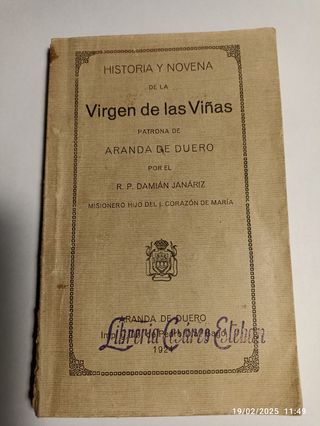 HISTORIA Y NOVENA
DE LA
Virgen de las Viñas
PATRONA DE
ARANDA DE DUERO
POR EL
R. P. DAMIÁN JANÁRIZ
MISIONERO HIJO DEL I. CORAZÓN DE MARÍA
ARANDA DE DUERO
Librería Cesáreo Esteban
19/02/2025 11:49